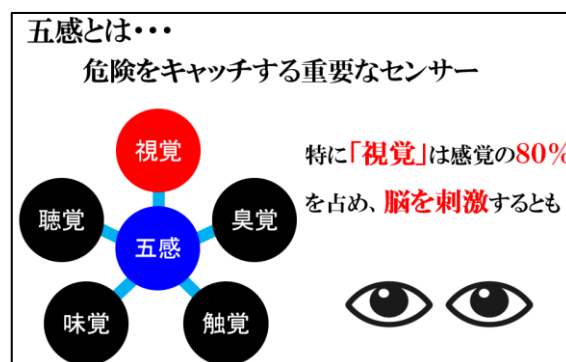 五感とは・・・
危険をキャッチする重要なセンサー
視覚
特に「視覚」は感覚の80%
を占め、脳を刺激するとも
聴覚
臭覚
五感
味覚
触覚